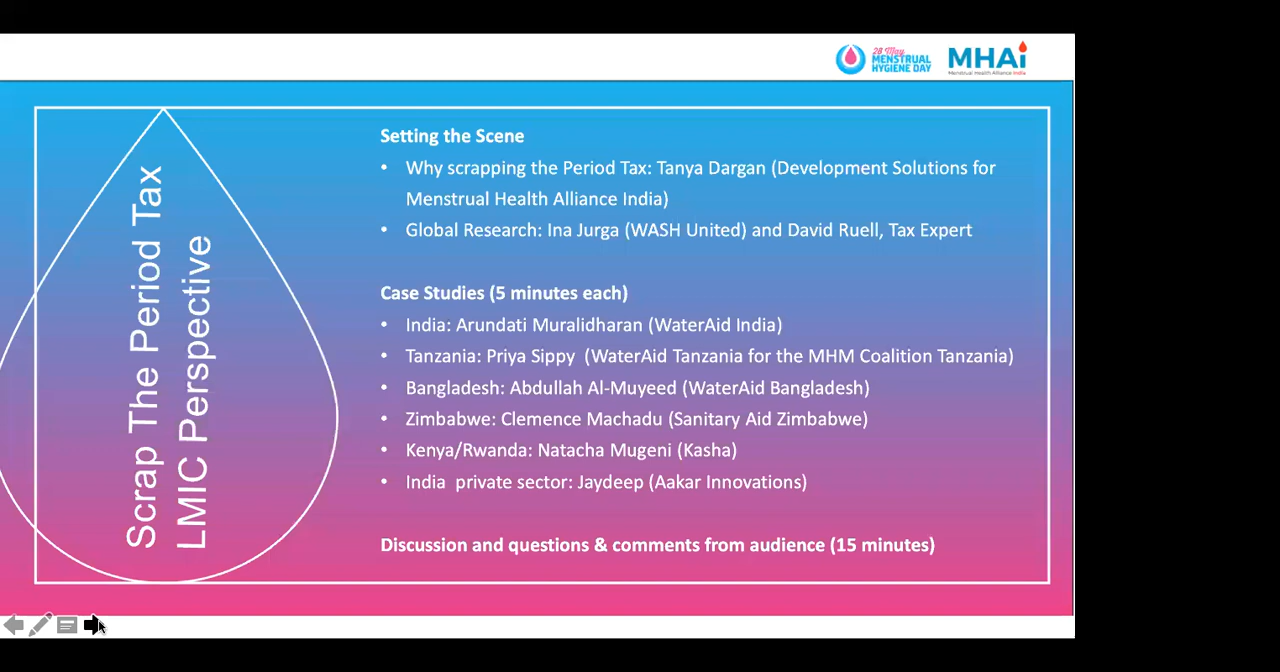 28 May
MENSTRUAL
HYGIENE DAY
MHAi
Menstrual Health Alliance India
Scrap The Period Tax
LMIC Perspective
Setting the Scene
• Why scrapping the Period Tax: Tanya Dargan (Development Solutions for
Menstrual Health Alliance India)
• Global Research: Ina Jurga (WASH United) and David Ruell, Tax Expert
Case Studies (5 minutes each)
• India: Arundati Muralidharan (WaterAid India)
• Tanzania: Priya Sippy (WaterAid Tanzania for the MHM Coalition Tanzania)
• Bangladesh: Abdullah Al-Muyeed (WaterAid Bangladesh)
• Zimbabwe: Clemence Machadu (Sanitary Aid Zimbabwe)
• Kenya/Rwanda: Natacha Mugeni (Kasha)
• India private sector: Jaydeep (Aakar Innovations)
Discussion and questions & comments from audience (15 minutes)